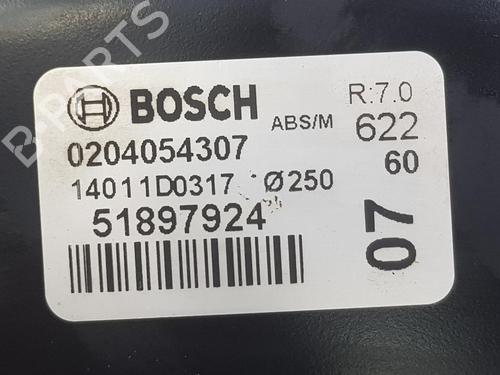 BOSCH
ABS/M
R:7.0
0204054307
622
14011D0317 Ø250
60
51897924
07
B-PARTS